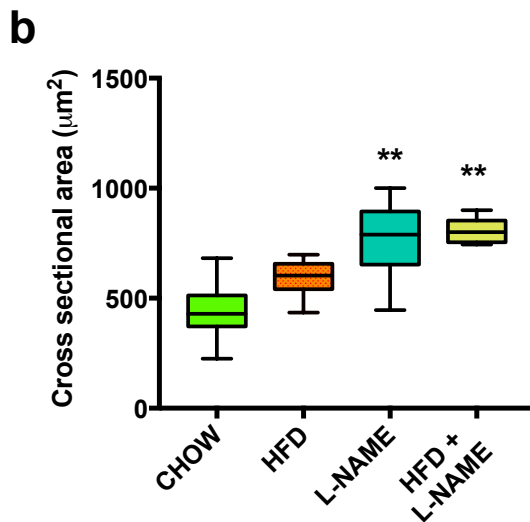 b
Cross sectional area (μm²)
1500
1000
500
0
**
**
CHOW
HFD
L-NAME
HFD +
L-NAME